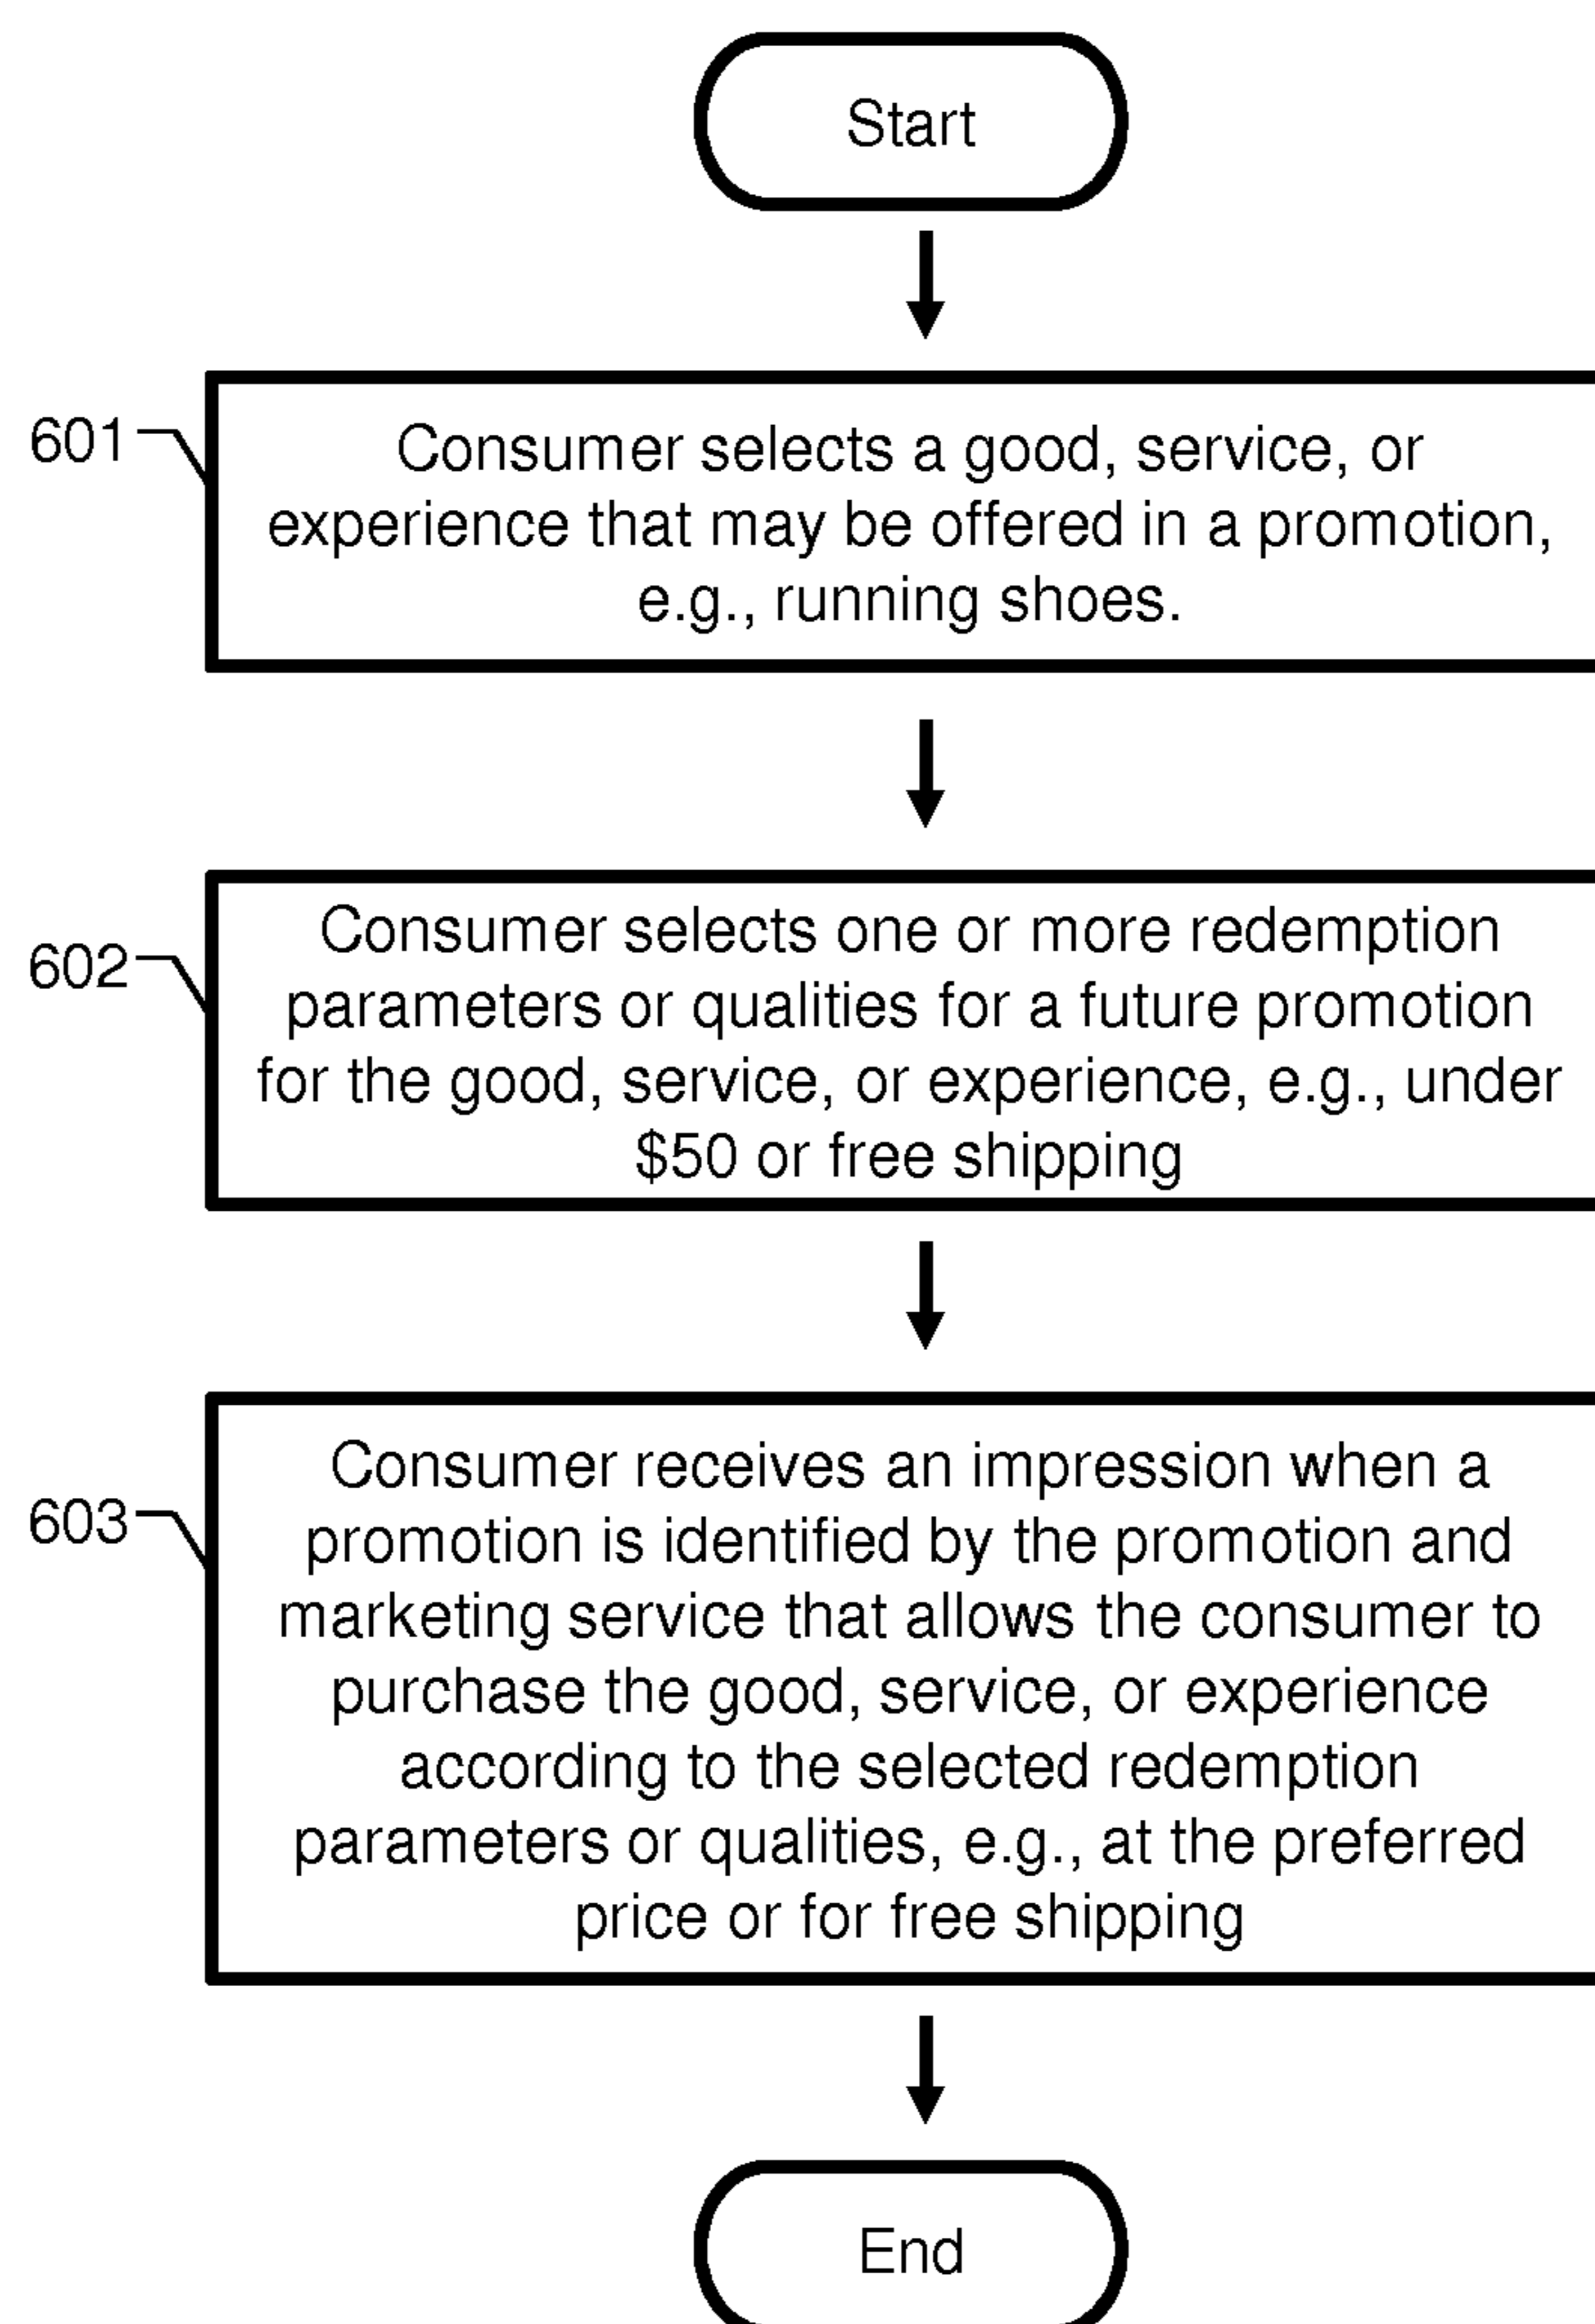 Start
601
Consumer selects a good, service, or
experience that may be offered in a promotion,
e.g., running shoes.
602
Consumer selects one or more redemption
parameters or qualities for a future promotion
for the good, service, or experience, e.g., under
$50 or free shipping
603
Consumer receives an impression when a
promotion is identified by the promotion and
marketing service that allows the consumer to
purchase the good, service, or experience
according to the selected redemption
parameters or qualities, e.g., at the preferred
price or for free shipping
End